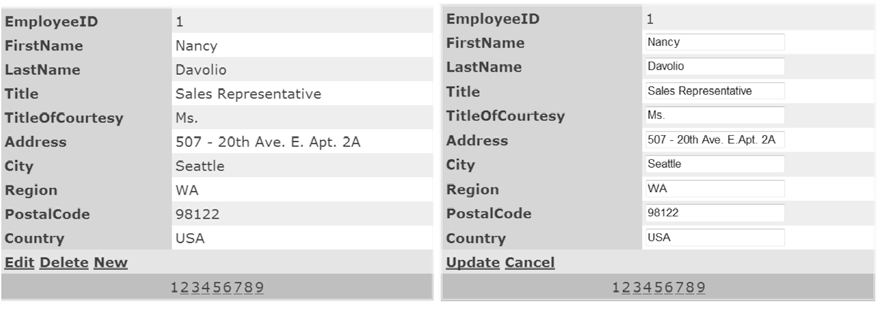 EmployeeID 1
FirstName Nancy
LastName Davolio
Title Sales Representative
TitleOfCourtesy Ms.
Address 507 - 20th Ave. E. Apt. 2A
City Seattle
Region WA
PostalCode 98122
Country USA
Edit Delete New
123456789
EmployeeID 1
FirstName Nancy
LastName Davolio
Title Sales Representative
TitleOfCourtesy Ms.
Address 507 - 20th Ave. E.Apt. 2A
City Seattle
Region WA
PostalCode 98122
Country USA
Update Cancel
123456789